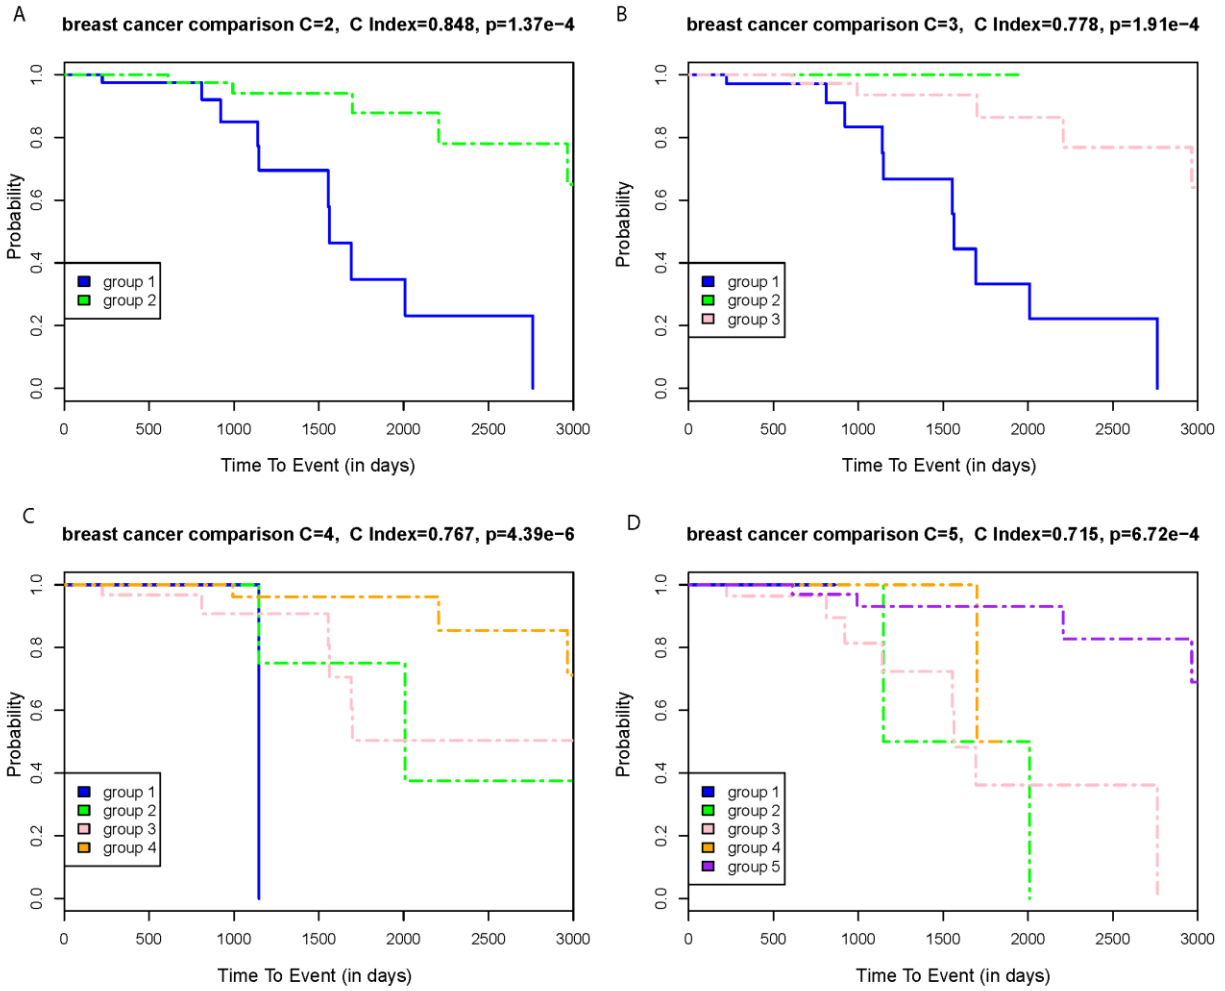 A
breast cancer comparison C=2,  C Index=0.848, p=1.37e−4
Probability
0.0 0.2 0.4 0.6 0.8 1.0
group 1
group 2
0 500 1000 1500 2000 2500 3000
Time To Event (in days)
B
breast cancer comparison C=3,  C Index=0.778, p=1.91e−4
Probability
0.0 0.2 0.4 0.6 0.8 1.0
group 1
group 2
group 3
0 500 1000 1500 2000 2500 3000
Time To Event (in days)
C
breast cancer comparison C=4,  C Index=0.767, p=4.39e−6
Probability
0.0 0.2 0.4 0.6 0.8 1.0
group 1
group 2
group 3
group 4
0 500 1000 1500 2000 2500 3000
Time To Event (in days)
D
breast cancer comparison C=5,  C Index=0.715, p=6.72e−4
Probability
0.0 0.2 0.4 0.6 0.8 1.0
group 1
group 2
group 3
group 4
group 5
0 500 1000 1500 2000 2500 3000
Time To Event (in days)